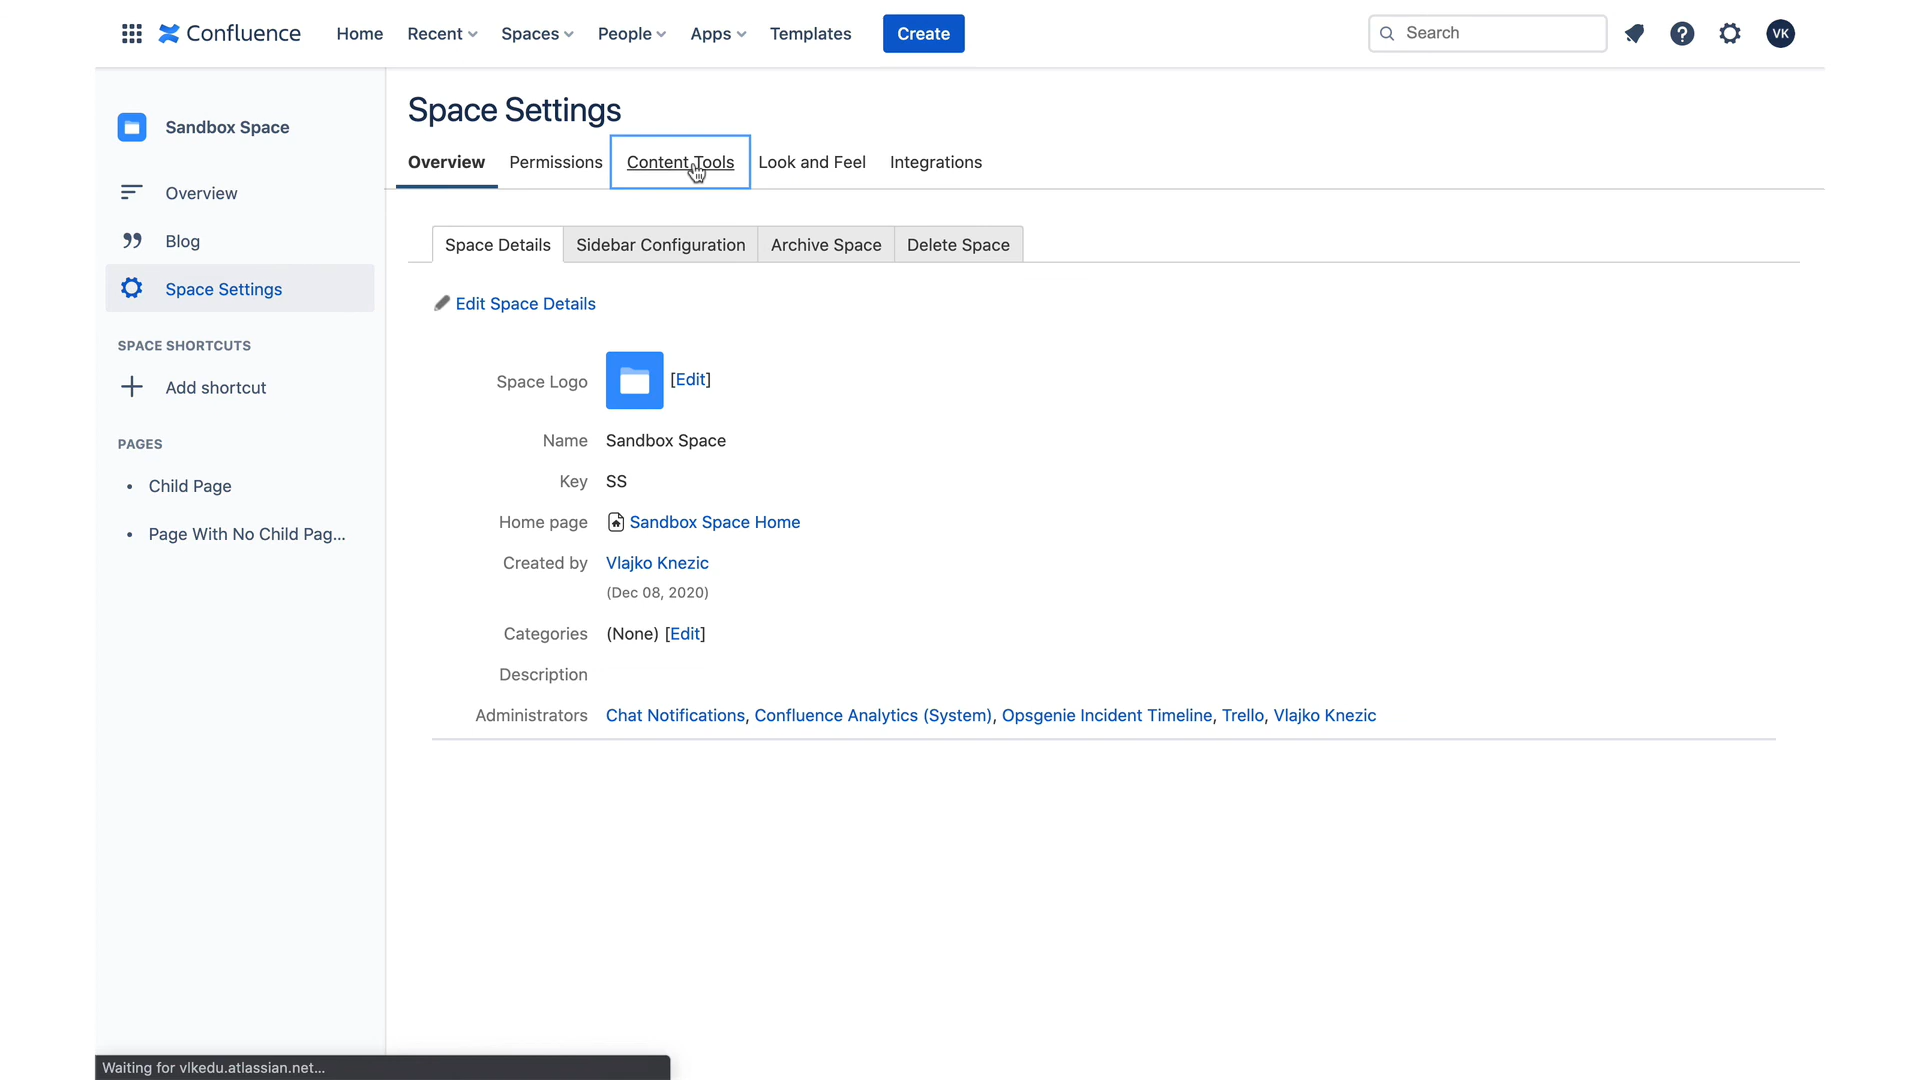 Confluence Home Recent Spaces People Apps Templates Create Search VK
Sandbox Space
Overview
Blog
Space Settings
SPACE SHORTCUTS
Add shortcut
PAGES
• Child Page
• Page With No Child Pag...
Space Settings
Overview Permissions Content Tools Look and Feel Integrations
Space Details Sidebar Configuration Archive Space Delete Space
Edit Space Details
Space Logo [Edit]
Name Sandbox Space
Key SS
Home page Sandbox Space Home
Created by Vlajko Knezic
(Dec 08, 2020)
Categories (None) [Edit]
Description
Administrators Chat Notifications, Confluence Analytics (System), Opsgenie Incident Timeline, Trello, Vlajko Knezic
Waiting for vlkedu.atlassian.net...